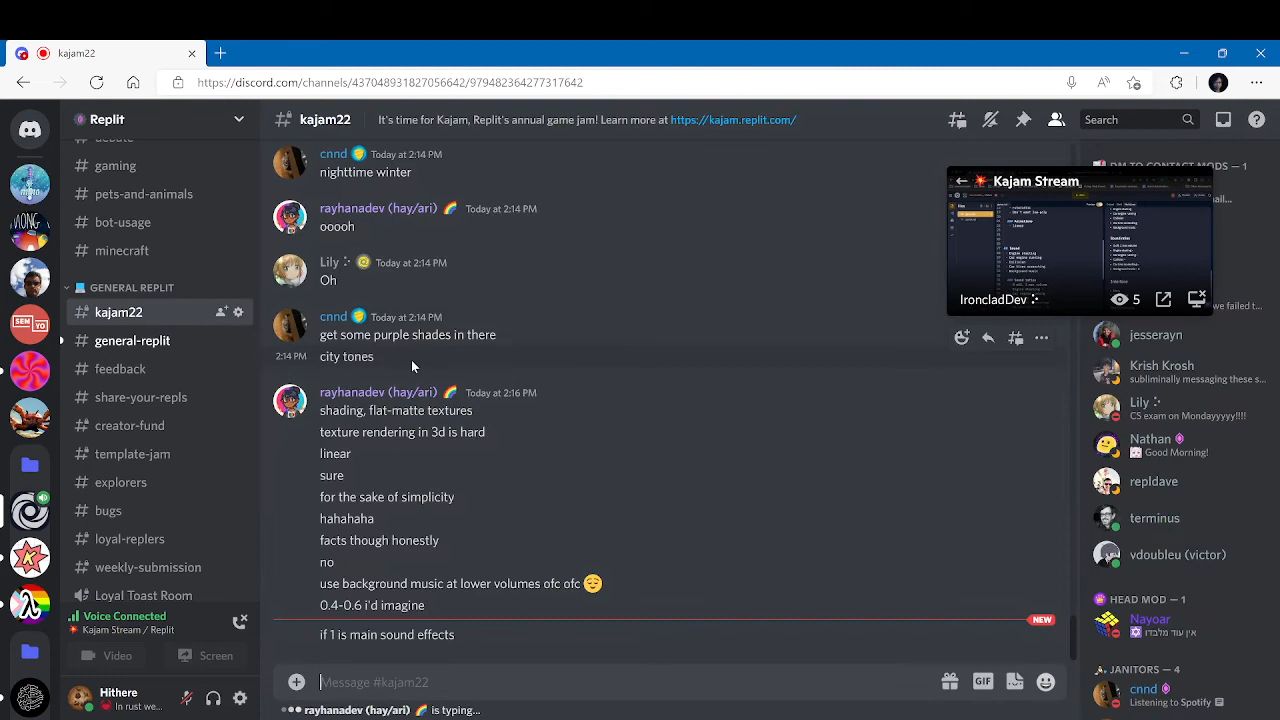 kajam22
https://discord.com/channels/437048931827056642/979482364277317642
Replit
kajam22
It's time for Kajam, Replit's annual game jam! Learn more at https://kajam.replit.com/
Search
debate
gaming
pets-and-animals
bot-usage
minecraft
GENERAL REPLIT
kajam22
general-replit
feedback
share-your-repls
creator-fund
template-jam
explorers
bugs
loyal-replers
weekly-submission
Loyal Toast Room
Voice Connected
Kajam Stream / Replit
Video
Screen
Hithere
In rust we...
AONG
SEN
YO
cnnd Today at 2:14 PM
nighttime winter
rayhanadev (hay/ari) Today at 2:14 PM
oooh
Lily Today at 2:14 PM
Oh
cnnd Today at 2:14 PM
get some purple shades in there
2:14 PM city tones
rayhanadev (hay/ari) Today at 2:16 PM
shading, flat-matte textures
texture rendering in 3d is hard
linear
sure
for the sake of simplicity
hahahaha
facts though honestly
no
use background music at lower volumes ofc ofc
0.4-0.6 i'd imagine
NEW
if 1 is main sound effects
Message #kajam22
GIF
rayhanadev (hay/ari) is typing...
Kajam Stream
IroncladDev
5
DM TO CONTACT MODS — 1
jesserayn
Krish Krosh
subliminally messaging these s...
Lily
CS exam on Mondayyyyy!!!!
Nathan
Good Morning!
repldave
terminus
vdoubleu (victor)
HEAD MOD — 1
Nayoar
אין עוד מלבדו
JANITORS — 4
cnnd
Listening to Spotify